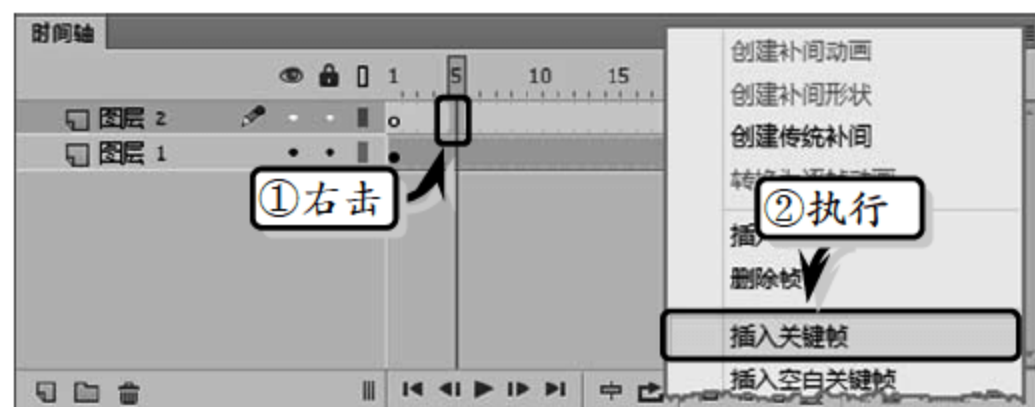 时间轴
1 5 10 15
图层 2
图层 1
①右击
创建补间动画
创建补间形状
创建传统补间
②执行
插入
删除帧
插入关键帧
插入空白关键帧